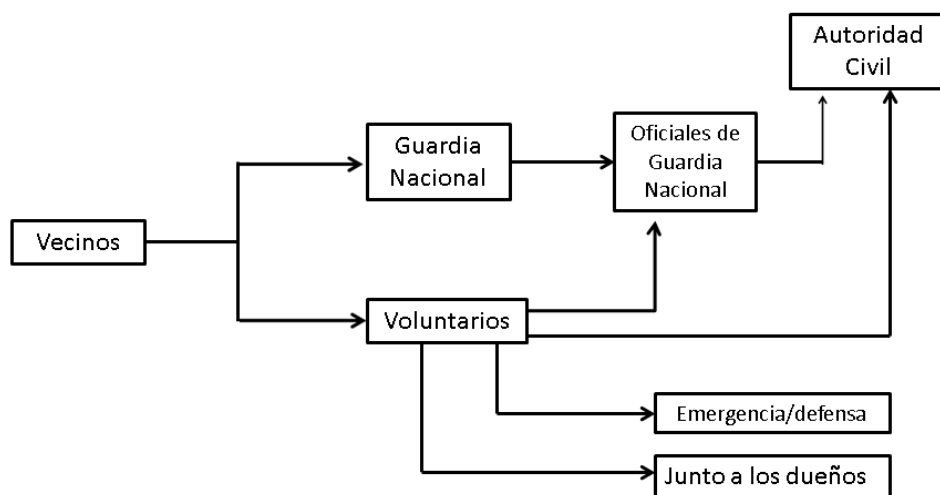 Autoridad
Civil
Guardia
Nacional
Oficiales de
Guardia
Nacional
Vecinos
Voluntarios
Emergencia/defensa
Junto a los dueños